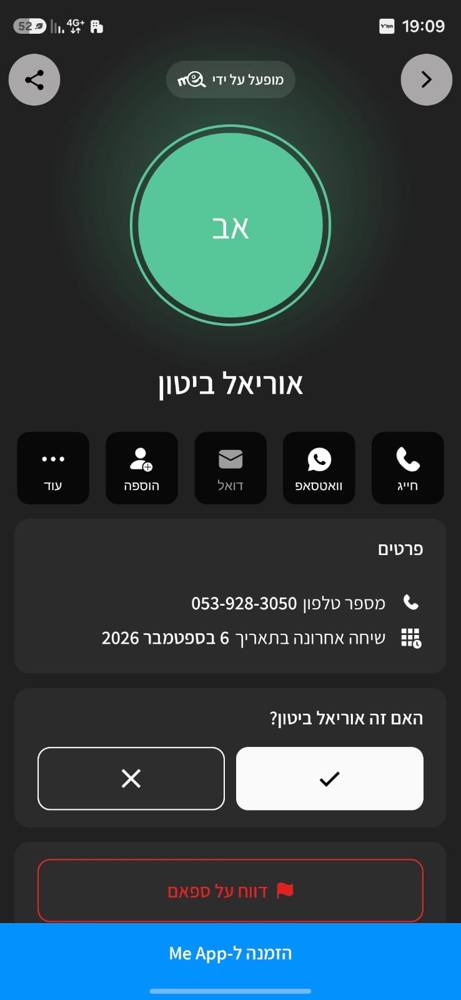 52 4G+ 19:09
מופעל על ידי me
אב
אוריאל ביטון
חייג
וואטסאפ
דואל
הוספה
עוד
פרטים
מספר טלפון 053-928-3050
שיחה אחרונה בתאריך 6 בספטמבר 2026
האם זה אוריאל ביטון?
דווח על ספאם
הזמנה ל-Me App